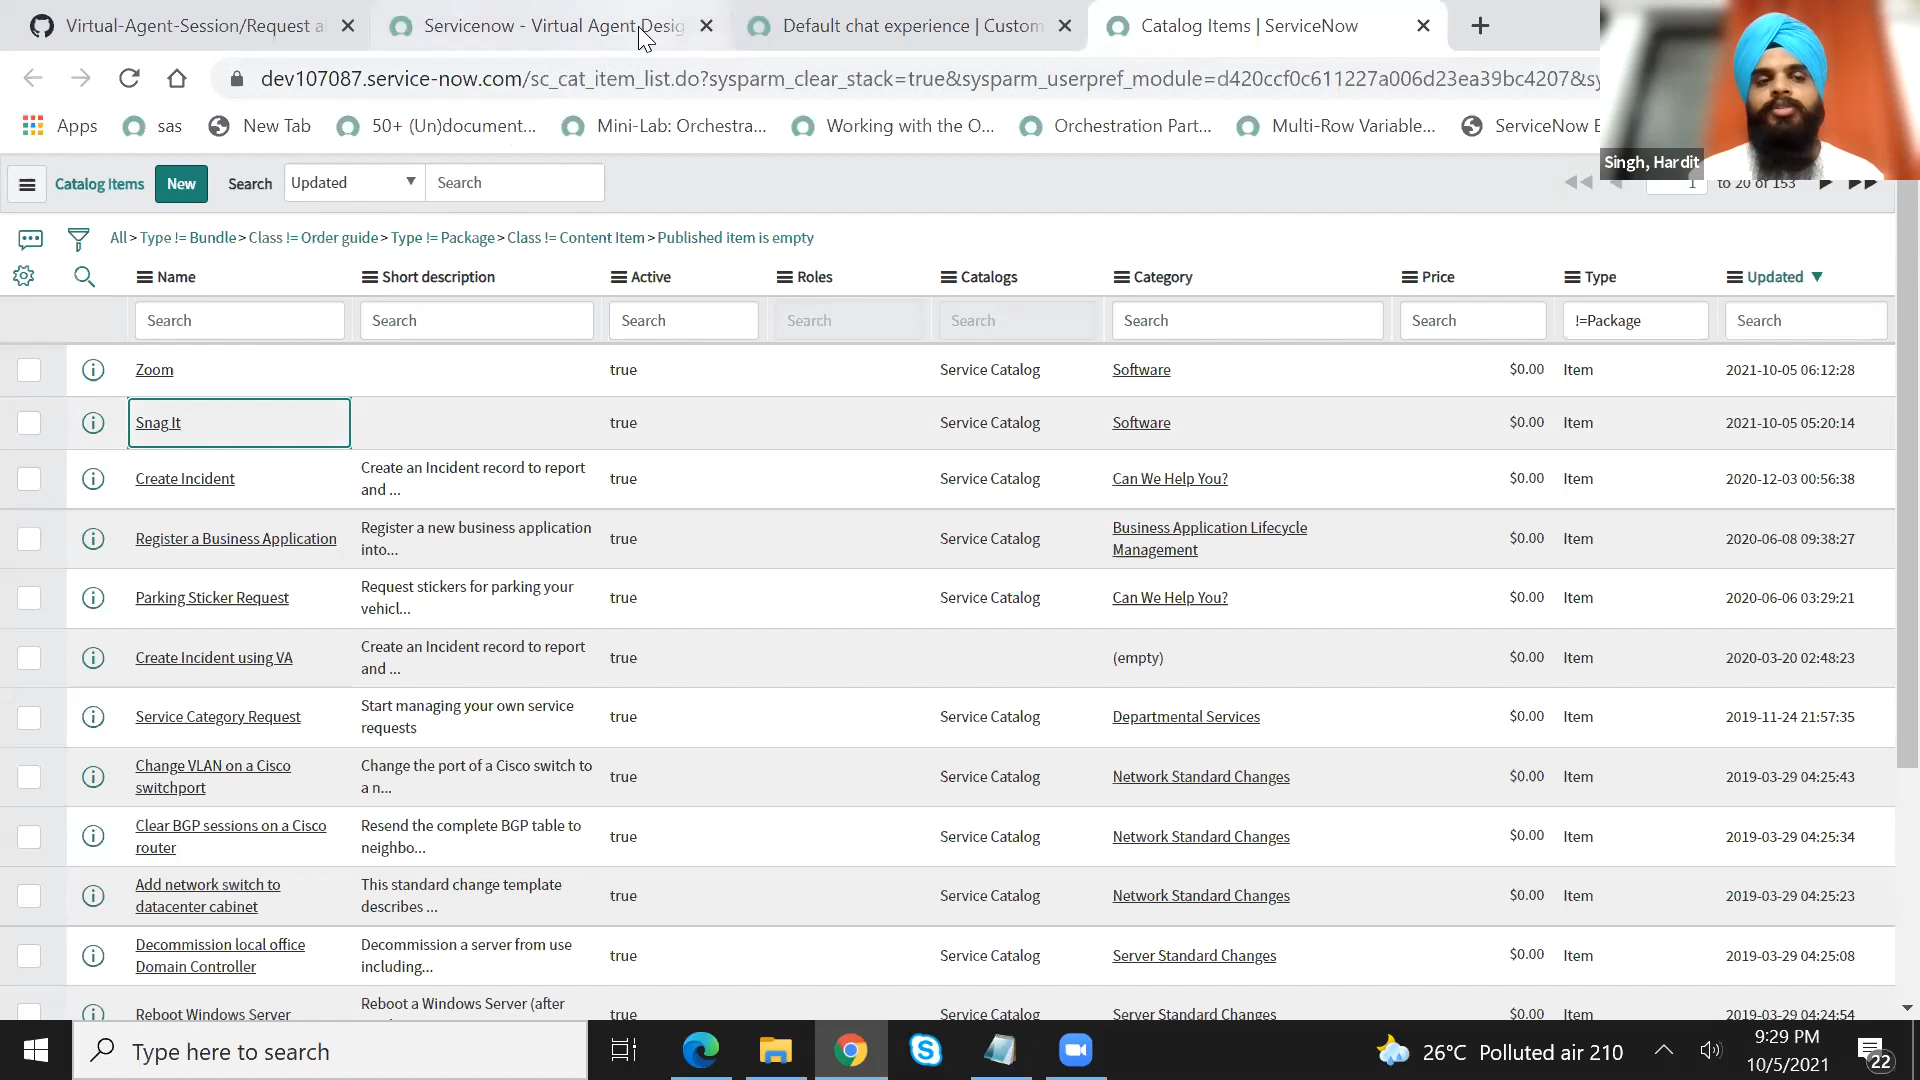 Virtual-Agent-Session/Request a
Servicenow - Virtual Agent Desig
Default chat experience | Custom
Catalog Items | ServiceNow
dev107087.service-now.com/sc_cat_item_list.do?sysparm_clear_stack=true&sysparm_userpref_module=d420ccf0c611227a006d23ea39bc4207&sy
Apps
sas
New Tab
50+ (Un)document...
Mini-Lab: Orchestra...
Working with the O...
Orchestration Part...
Multi-Row Variable...
ServiceNow E
Singh, Hardit
Catalog Items
New
Search
Updated
Search
1 to 20 of 153
All > Type != Bundle > Class != Order guide > Type != Package > Class != Content Item > Published item is empty
Name Short description Active Roles Catalogs Category Price Type Updated
Search Search Search Search Search Search Search !=Package Search
Zoom true Service Catalog Software $0.00 Item 2021-10-05 06:12:28
Snag It true Service Catalog Software $0.00 Item 2021-10-05 05:20:14
Create Incident Create an Incident record to report and ... true Service Catalog Can We Help You? $0.00 Item 2020-12-03 00:56:38
Register a Business Application Register a new business application into... true Service Catalog Business Application Lifecycle Management $0.00 Item 2020-06-08 09:38:27
Parking Sticker Request Request stickers for parking your vehicl... true Service Catalog Can We Help You? $0.00 Item 2020-06-06 03:29:21
Create Incident using VA Create an Incident record to report and ... true (empty) $0.00 Item 2020-03-20 02:48:23
Service Category Request Start managing your own service requests true Service Catalog Departmental Services $0.00 Item 2019-11-24 21:57:35
Change VLAN on a Cisco switchport Change the port of a Cisco switch to a n... true Service Catalog Network Standard Changes $0.00 Item 2019-03-29 04:25:43
Clear BGP sessions on a Cisco router Resend the complete BGP table to neighbo... true Service Catalog Network Standard Changes $0.00 Item 2019-03-29 04:25:34
Add network switch to datacenter cabinet This standard change template describes ... true Service Catalog Network Standard Changes $0.00 Item 2019-03-29 04:25:23
Decommission local office Domain Controller Decommission a server from use including... true Service Catalog Server Standard Changes $0.00 Item 2019-03-29 04:25:08
Reboot Windows Server Reboot a Windows Server (after true Service Catalog Server Standard Changes $0.00 Item 2019-03-29 04:24:54
Type here to search
26°C Polluted air 210
9:29 PM
10/5/2021
22